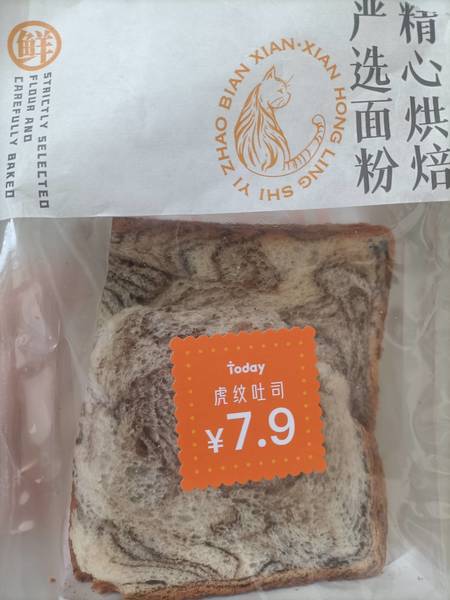 鲜
STRICTLY SELECTED
FLOUR AND
CAREFULLY BAKED
YI ZHAO BIAN XIAN·XIAN HONG LING SHI
精心烘焙
严选面粉
Today
虎纹吐司
¥7.9